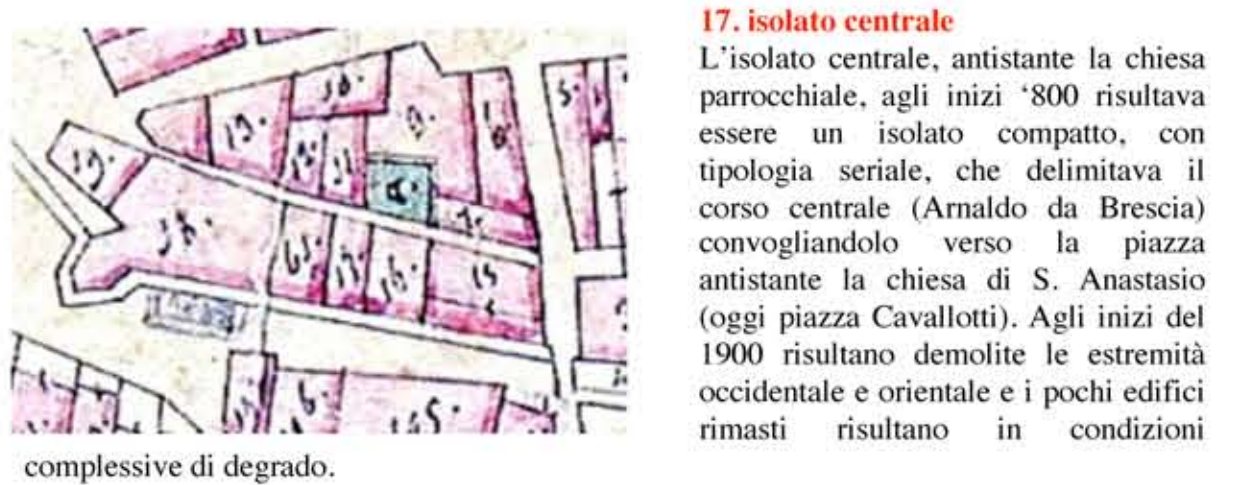 17. isolato centrale
L'isolato centrale, antistante la chiesa
parrocchiale, agli inizi ‘800 risultava
essere un isolato compatto, con
tipologia seriale, che delimitava il
corso centrale (Arnaldo da Brescia)
convogliandolo verso la piazza
antistante la chiesa di S. Anastasio
(oggi piazza Cavallotti). Agli inizi del
1900 risultano demolite le estremità
occidentale e orientale e i pochi edifici
rimasti risultano in condizioni
complessive di degrado.